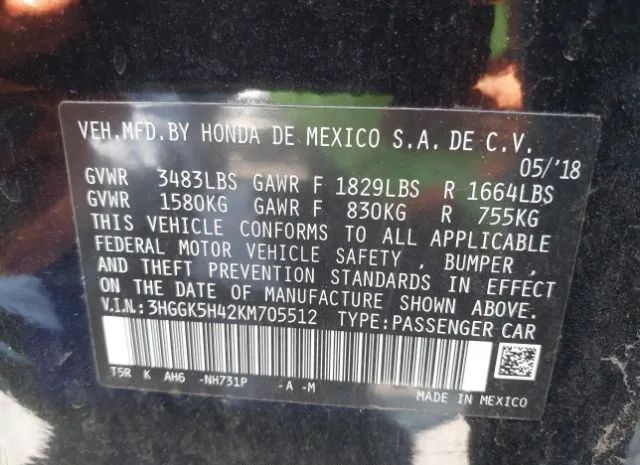 VEH.MFD.BY HONDA DE MEXICO S.A. DE C.V.
05/'18
GVWR 3483LBS GAWR F 1829LBS R 1664LBS
GVWR 1580KG GAWR F 830KG R 755KG
THIS VEHICLE CONFORMS TO ALL APPLICABLE
FEDERAL MOTOR VEHICLE SAFETY , BUMPER ,
AND THEFT PREVENTION STANDARDS IN EFFECT
ON THE DATE OF MANUFACTURE SHOWN ABOVE.
V.I.N.:3HGGK5H42KM705512 TYPE:PASSENGER CAR
T5R K AH6 -NH731P -A -M
MADE IN MEXICO